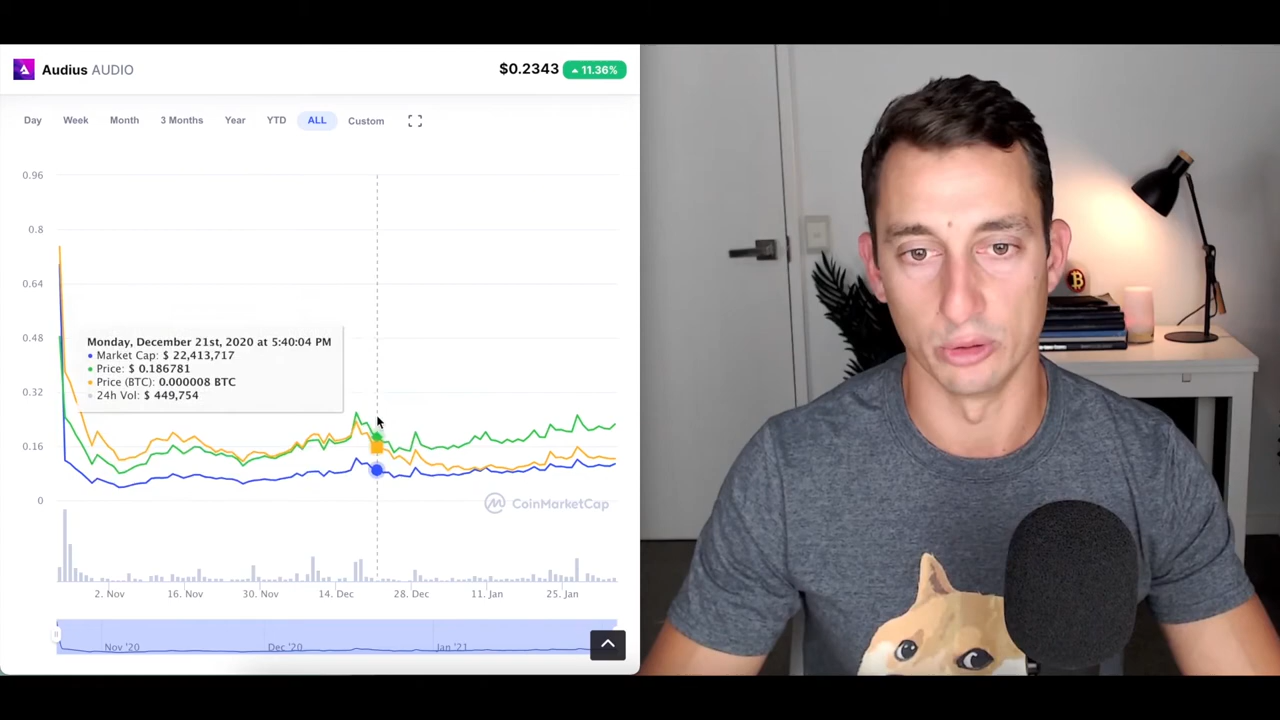 Audius AUDIO
$0.2343 11.36%
Day Week Month 3 Months Year YTD ALL Custom
0.96
0.8
0.64
0.48
0.32
0.16
0
Monday, December 21st, 2020 at 5:40:04 PM
Market Cap: $ 22,413,717
Price: $ 0.186781
Price (BTC): 0.000008 BTC
24h Vol: $ 449,754
CoinMarketCap
2. Nov 16. Nov 30. Nov 14. Dec 28. Dec 11. Jan 25. Jan
Nov '20 Dec '20 Jan '21